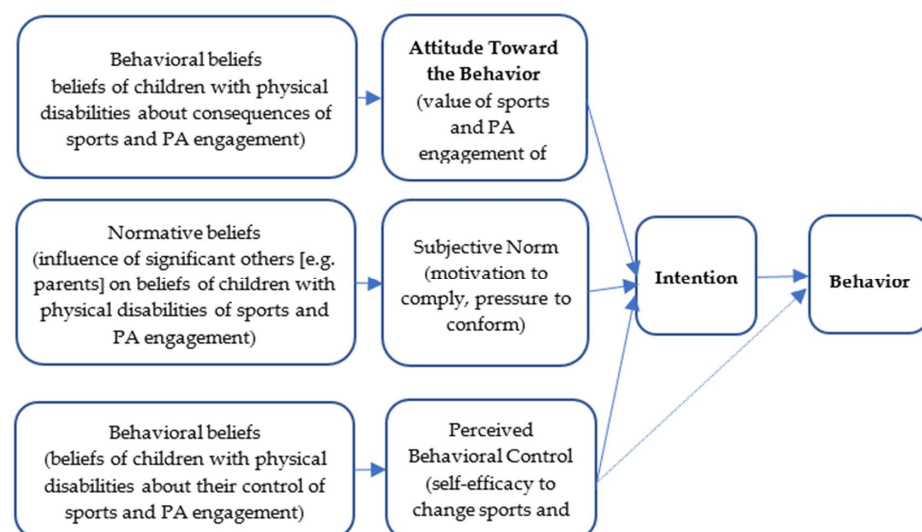 Behavioral beliefs
beliefs of children with physical
disabilities about consequences of
sports and PA engagement)
Attitude Toward
the Behavior
(value of sports
and PA
engagement of
Normative beliefs
(influence of significant others [e.g.
parents] on beliefs of children with
physical disabilities of sports and
PA engagement)
Subjective Norm
(motivation to
comply, pressure to
conform)
Intention
Behavior
Behavioral beliefs
(beliefs of children with physical
disabilities about their control of
sports and PA engagement)
Perceived
Behavioral Control
(self-efficacy to
change sports and